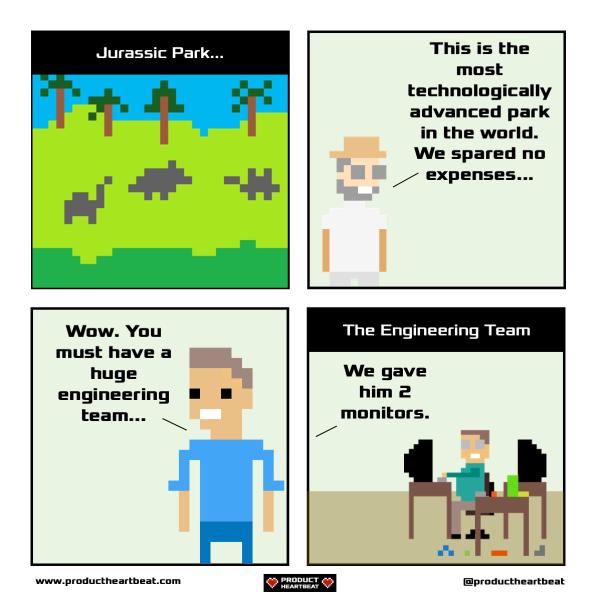 Jurassic Park...
This is the
most
technologically
advanced park
in the world.
We spared no
expenses...
Wow. You
must have a
huge
engineering
team...
The Engineering Team
We gave
him 2
monitors.
www.productheartbeat.com
PRODUCT
HEARTBEAT
@productheartbeat